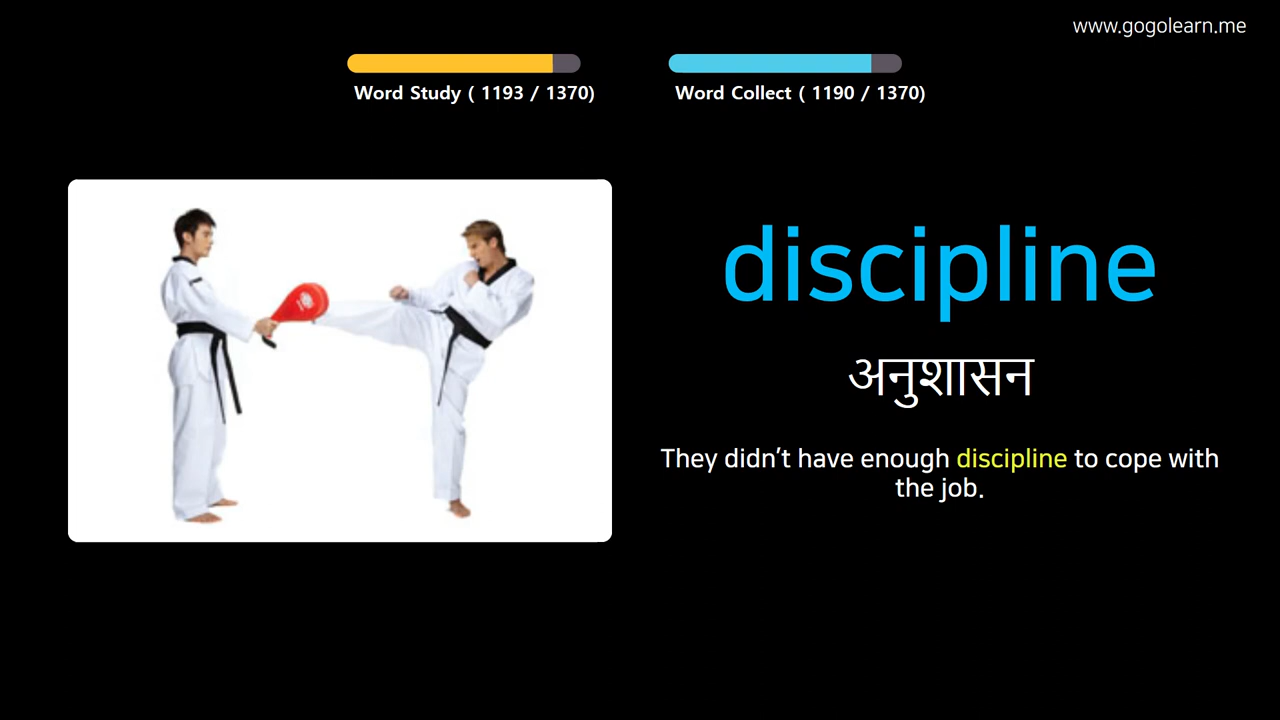 www.gogolearn.me
Word Study ( 1193 / 1370)
Word Collect ( 1190 / 1370)
discipline
अनुशासन
They didn't have enough discipline to cope with
the job.